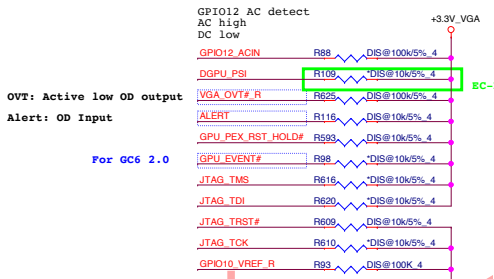 GPIO12 AC detect
AC high
DC low
+3.3V_VGA
GPIO12_ACIN R88 DIS@100k/5%_4
DGPU_PSI R109 *DIS@10k/5%_4
EC-
OVT: Active low OD output VGA_OVT#_R R625 DIS@100k/5%_4
Alert: OD Input ALERT R116 DIS@10k/5%_4
GPU_PEX_RST_HOLD# R593 DIS@10k/5%_4
For GC6 2.0 GPU_EVENT# R98 *DIS@10k/5%_4
JTAG_TMS R616 *DIS@10k/5%_4
JTAG_TDI R620 *DIS@10k/5%_4
JTAG_TRST# R609 DIS@10k/5%_4
JTAG_TCK R610 *DIS@10k/5%_4
GPIO10_VREF_R R93 DIS@100K_4